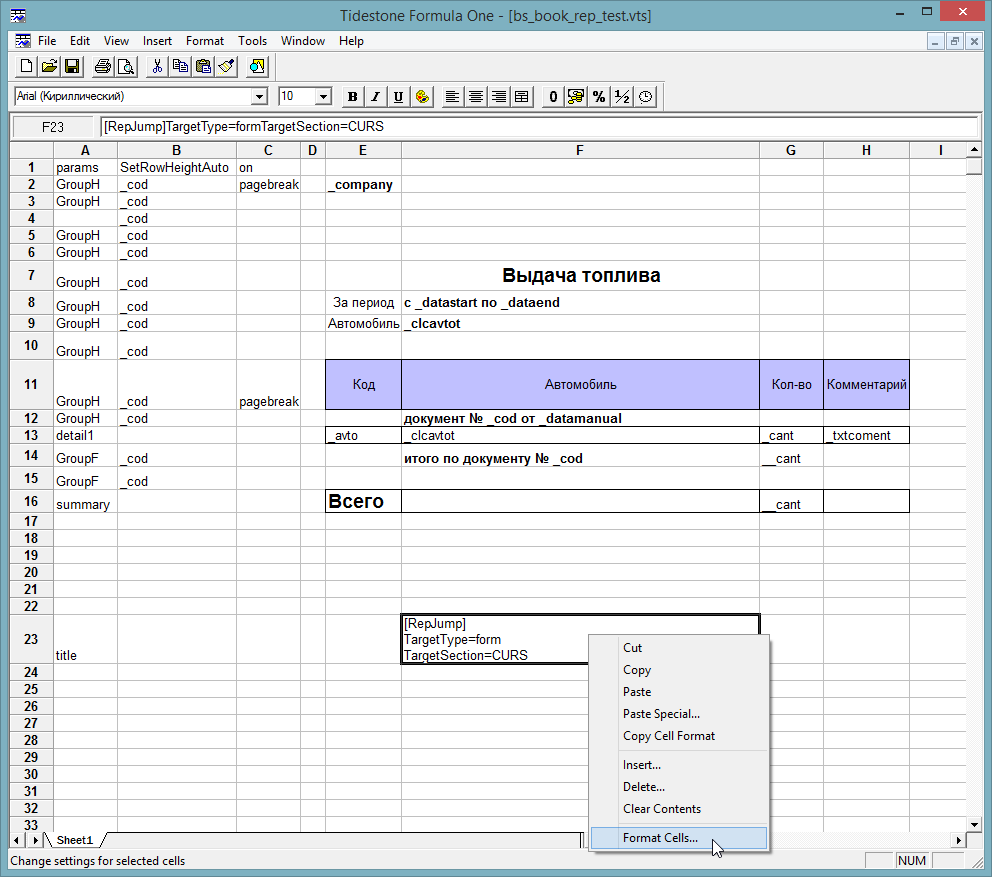 Tidestone Formula One - [bs_book_rep_test.vts]
File Edit View Insert Format Tools Window Help
Arial (Кириллический) 10 B I U 0 % ½
F23 [RepJump]TargetType=formTargetSection=CURS
A B C D E F G H I
1 params SetRowHeightAuto on
2 GroupH _cod pagebreak _company
3 GroupH _cod
4 _cod
5 GroupH _cod
6 GroupH _cod
7 GroupH _cod Выдача топлива
8 GroupH _cod За период с _datastart по _dataend
9 GroupH _cod Автомобиль _clcavtot
10 GroupH _cod
11 GroupH _cod pagebreak Код Автомобиль Кол-во Комментарий
12 GroupH _cod документ № _cod от _datamanual
13 detail1 _avto _clcavtot _cant _txtcoment
14 GroupF _cod итого по документу № _cod __cant
15 GroupF _cod
16 summary Всего __cant
17
18
19
20
21
22
23 title [RepJump]
TargetType=form
TargetSection=CURS
Cut
Copy
Paste
Paste Special...
Copy Cell Format
Insert...
Delete...
Clear Contents
Format Cells...
24
25
26
27
28
29
30
31
32
33
Sheet1
Change settings for selected cells NUM